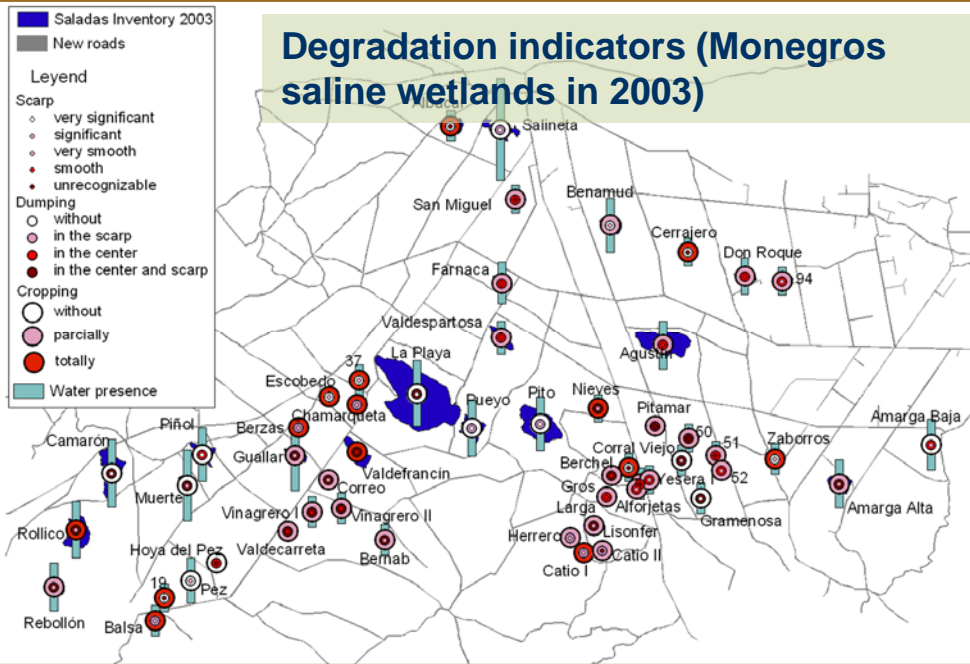 Saladas Inventory 2003
New roads
Degradation indicators (Monegros
saline wetlands in 2003)
Leyend
Scarp
very significant
significant
very smooth
smooth
unrecognizable
Dumping
without
in the scarp
in the center
in the center and scarp
Cropping
without
parcially
totally
Water presence
Albacar
Salineta
San Miguel
Benamud
Cerrajero
Don Roque
94
Farnaca
Valdespartosa
Agustín
La Playa
37
Escobedo
Chamarqueta
Pueyo
Pito
Nieves
Pitamar
Amarga Baja
Camarón
Piñol
Berzas
Guallar
Valdefrancín
Corral Viejo
50
51
Zaborros
Berchel
52
Muerte
Correo
Gros
Yesera I
Alforjetas
Gramenosa
Amarga Alta
Vinagrero I
Vinagrero II
Larga
Rollico
Valdecarreta
Bernab
Herrero
Lisonfer
Hoya del Pez
Catio II
Catio I
19
Pez
Rebollón
Balsa